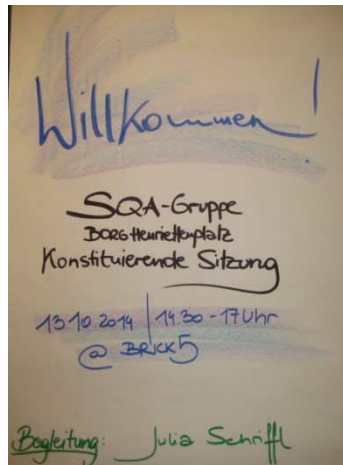 Willkommen!
SQA-Gruppe
BORG Henriettenplatz
Konstituierende Sitzung
13.10.2014 | 14.30 - 17 Uhr
@ BRICK5
Begleitung: Julia Schriffl